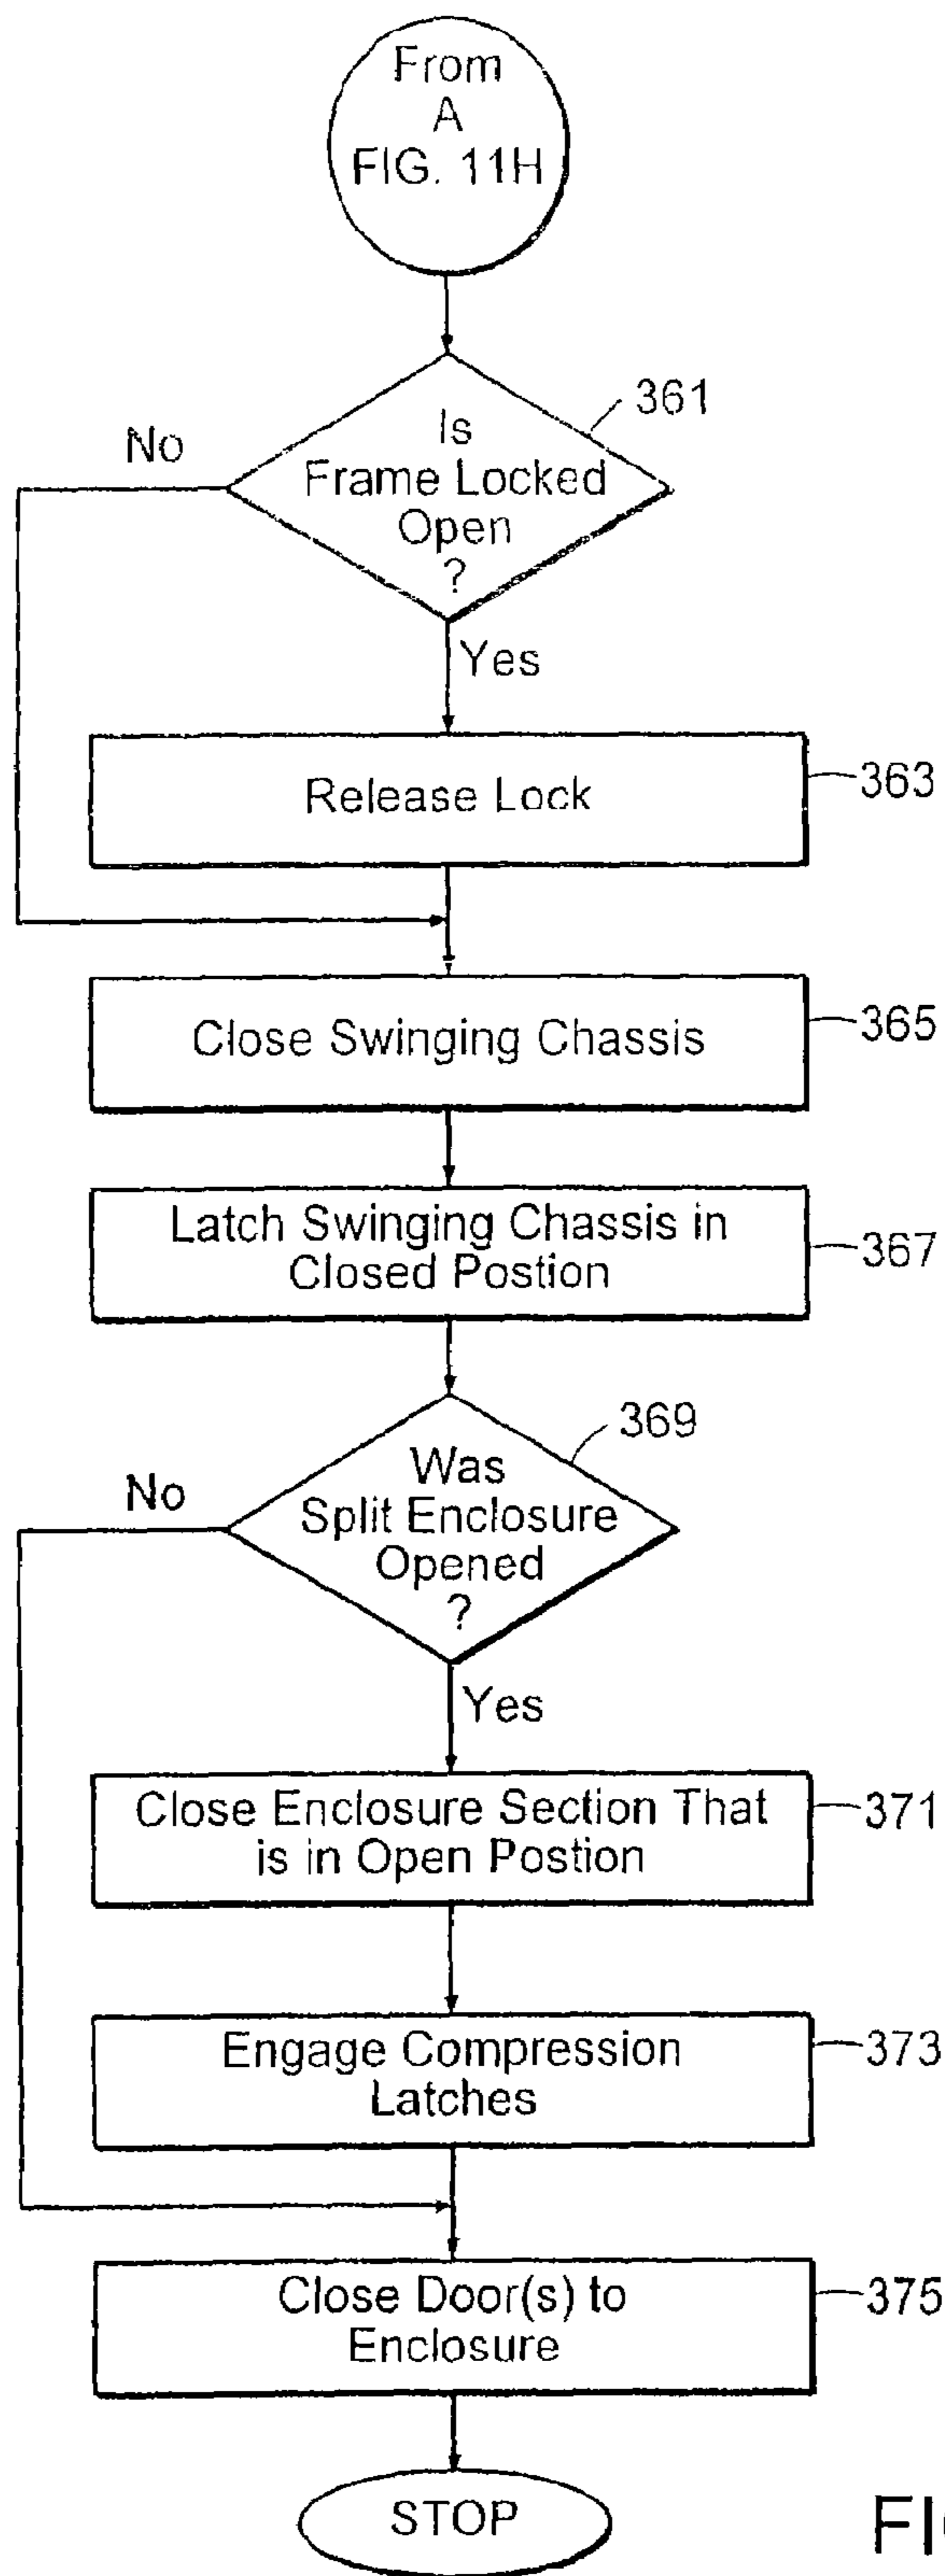 From
A
FIG. 11H
361
No
Is
Frame Locked
Open
?
Yes
Release Lock
363
Close Swinging Chassis
365
Latch Swinging Chassis in
Closed Postion
367
369
No
Was
Split Enclosure
Opened
?
Yes
Close Enclosure Section That
is in Open Postion
371
Engage Compression
Latches
373
Close Door(s) to
Enclosure
375
STOP